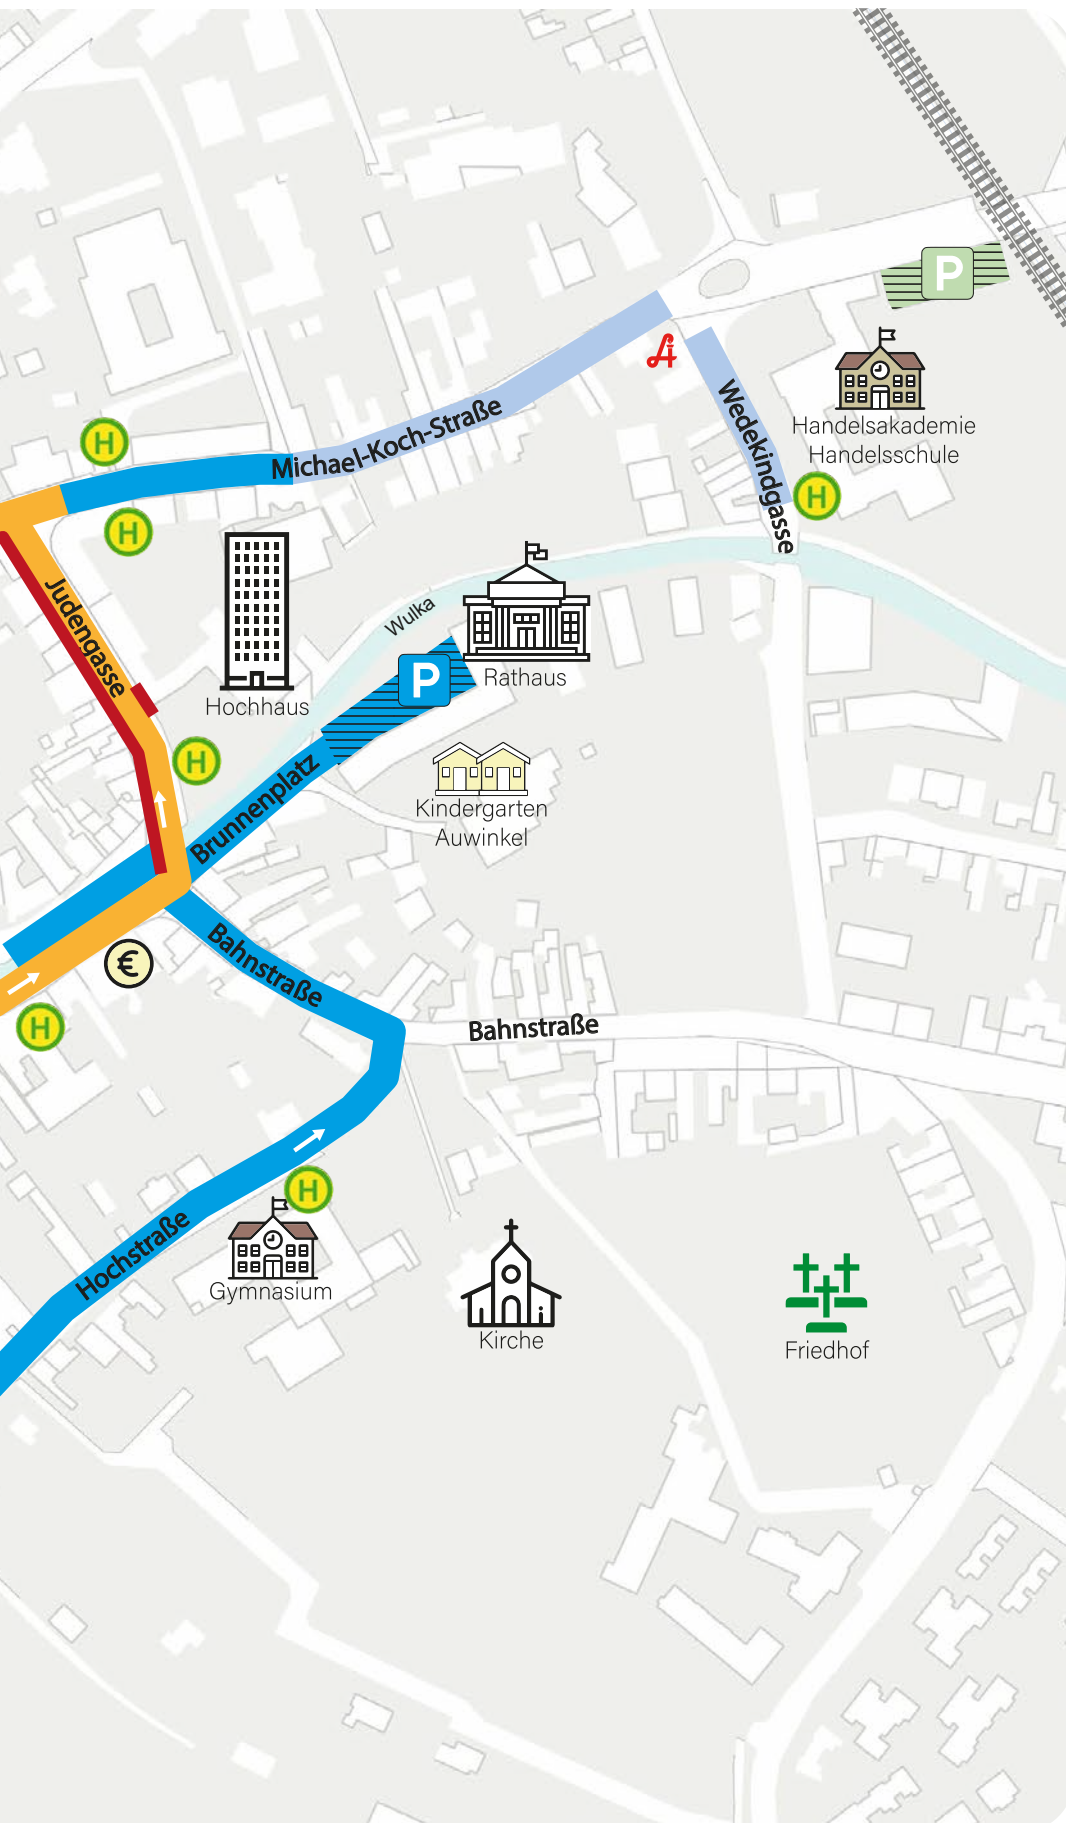 P
Handelsakademie
Handelsschule
Michael-Koch-Straße
Wedekindgasse
H
H
H
Judengasse
Wulka
Hochhaus
P
Rathaus
H
Brunnenplatz
Kindergarten
Auwinkel
€
Bahnstraße
H
Bahnstraße
H
Hochstraße
Gymnasium
Kirche
Friedhof